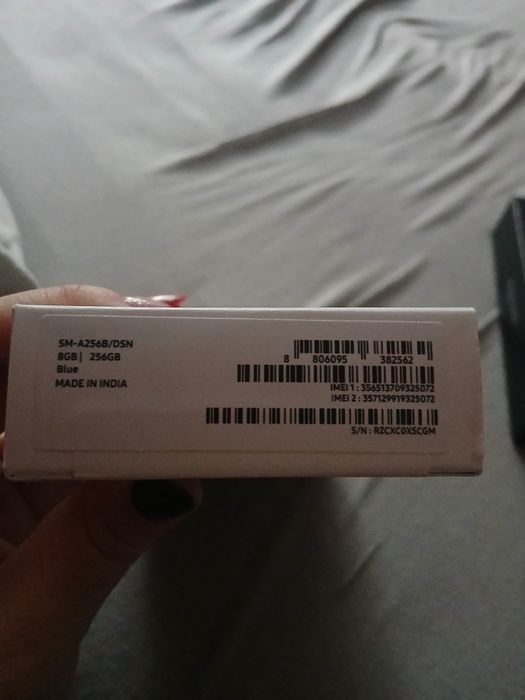 SM-A256B/DSN
8GB | 256GB
Blue
MADE IN INDIA
8 806095 382562
IMEI 1 : 356513709325072
IMEI 2 : 357129919325072
S/N : RZCXC0X5CGM